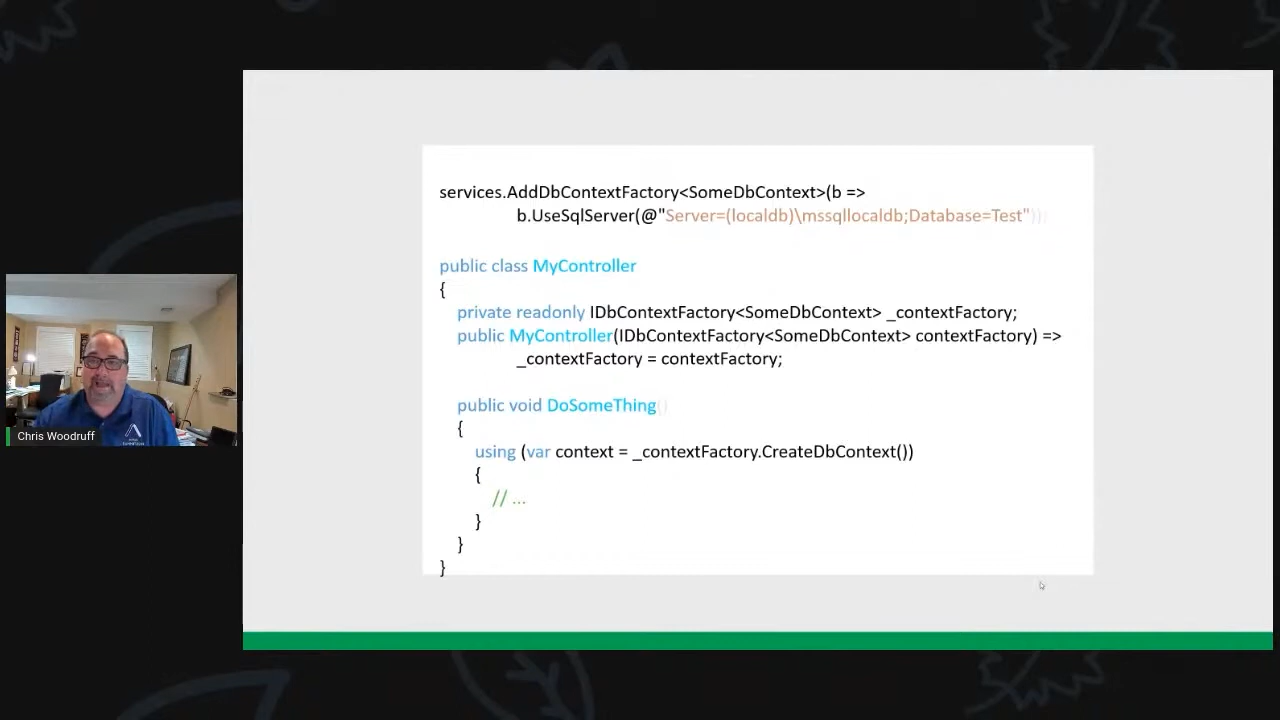 services.AddDbContextFactory<SomeDbContext>(b =>
b.UseSqlServer(@"Server=(localdb)\mssqllocaldb;Database=Test"));
public class MyController
{
private readonly IDbContextFactory<SomeDbContext> _contextFactory;
public MyController(IDbContextFactory<SomeDbContext> contextFactory) =>
_contextFactory = contextFactory;
public void DoSomeThing()
{
using (var context = _contextFactory.CreateDbContext())
{
// ...
}
}
}
Chris Woodruff